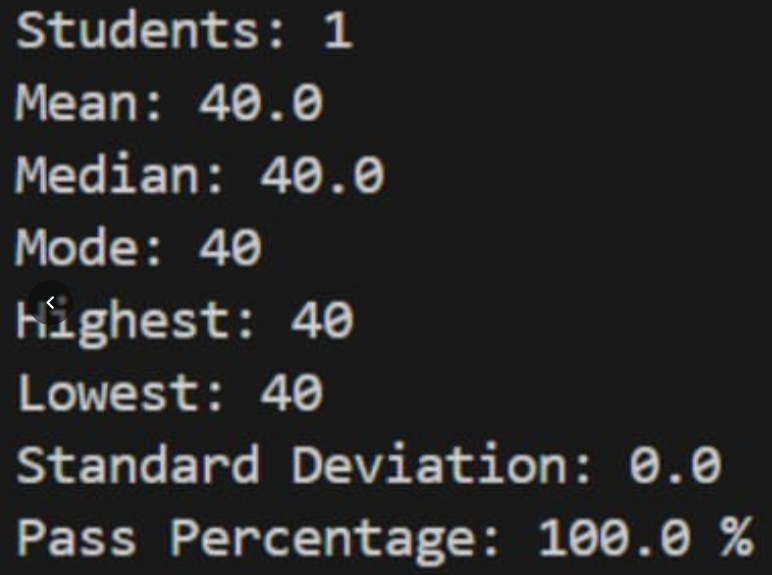 Students: 1
Mean: 40.0
Median: 40.0
Mode: 40
Highest: 40
Lowest: 40
Standard Deviation: 0.0
Pass Percentage: 100.0 %